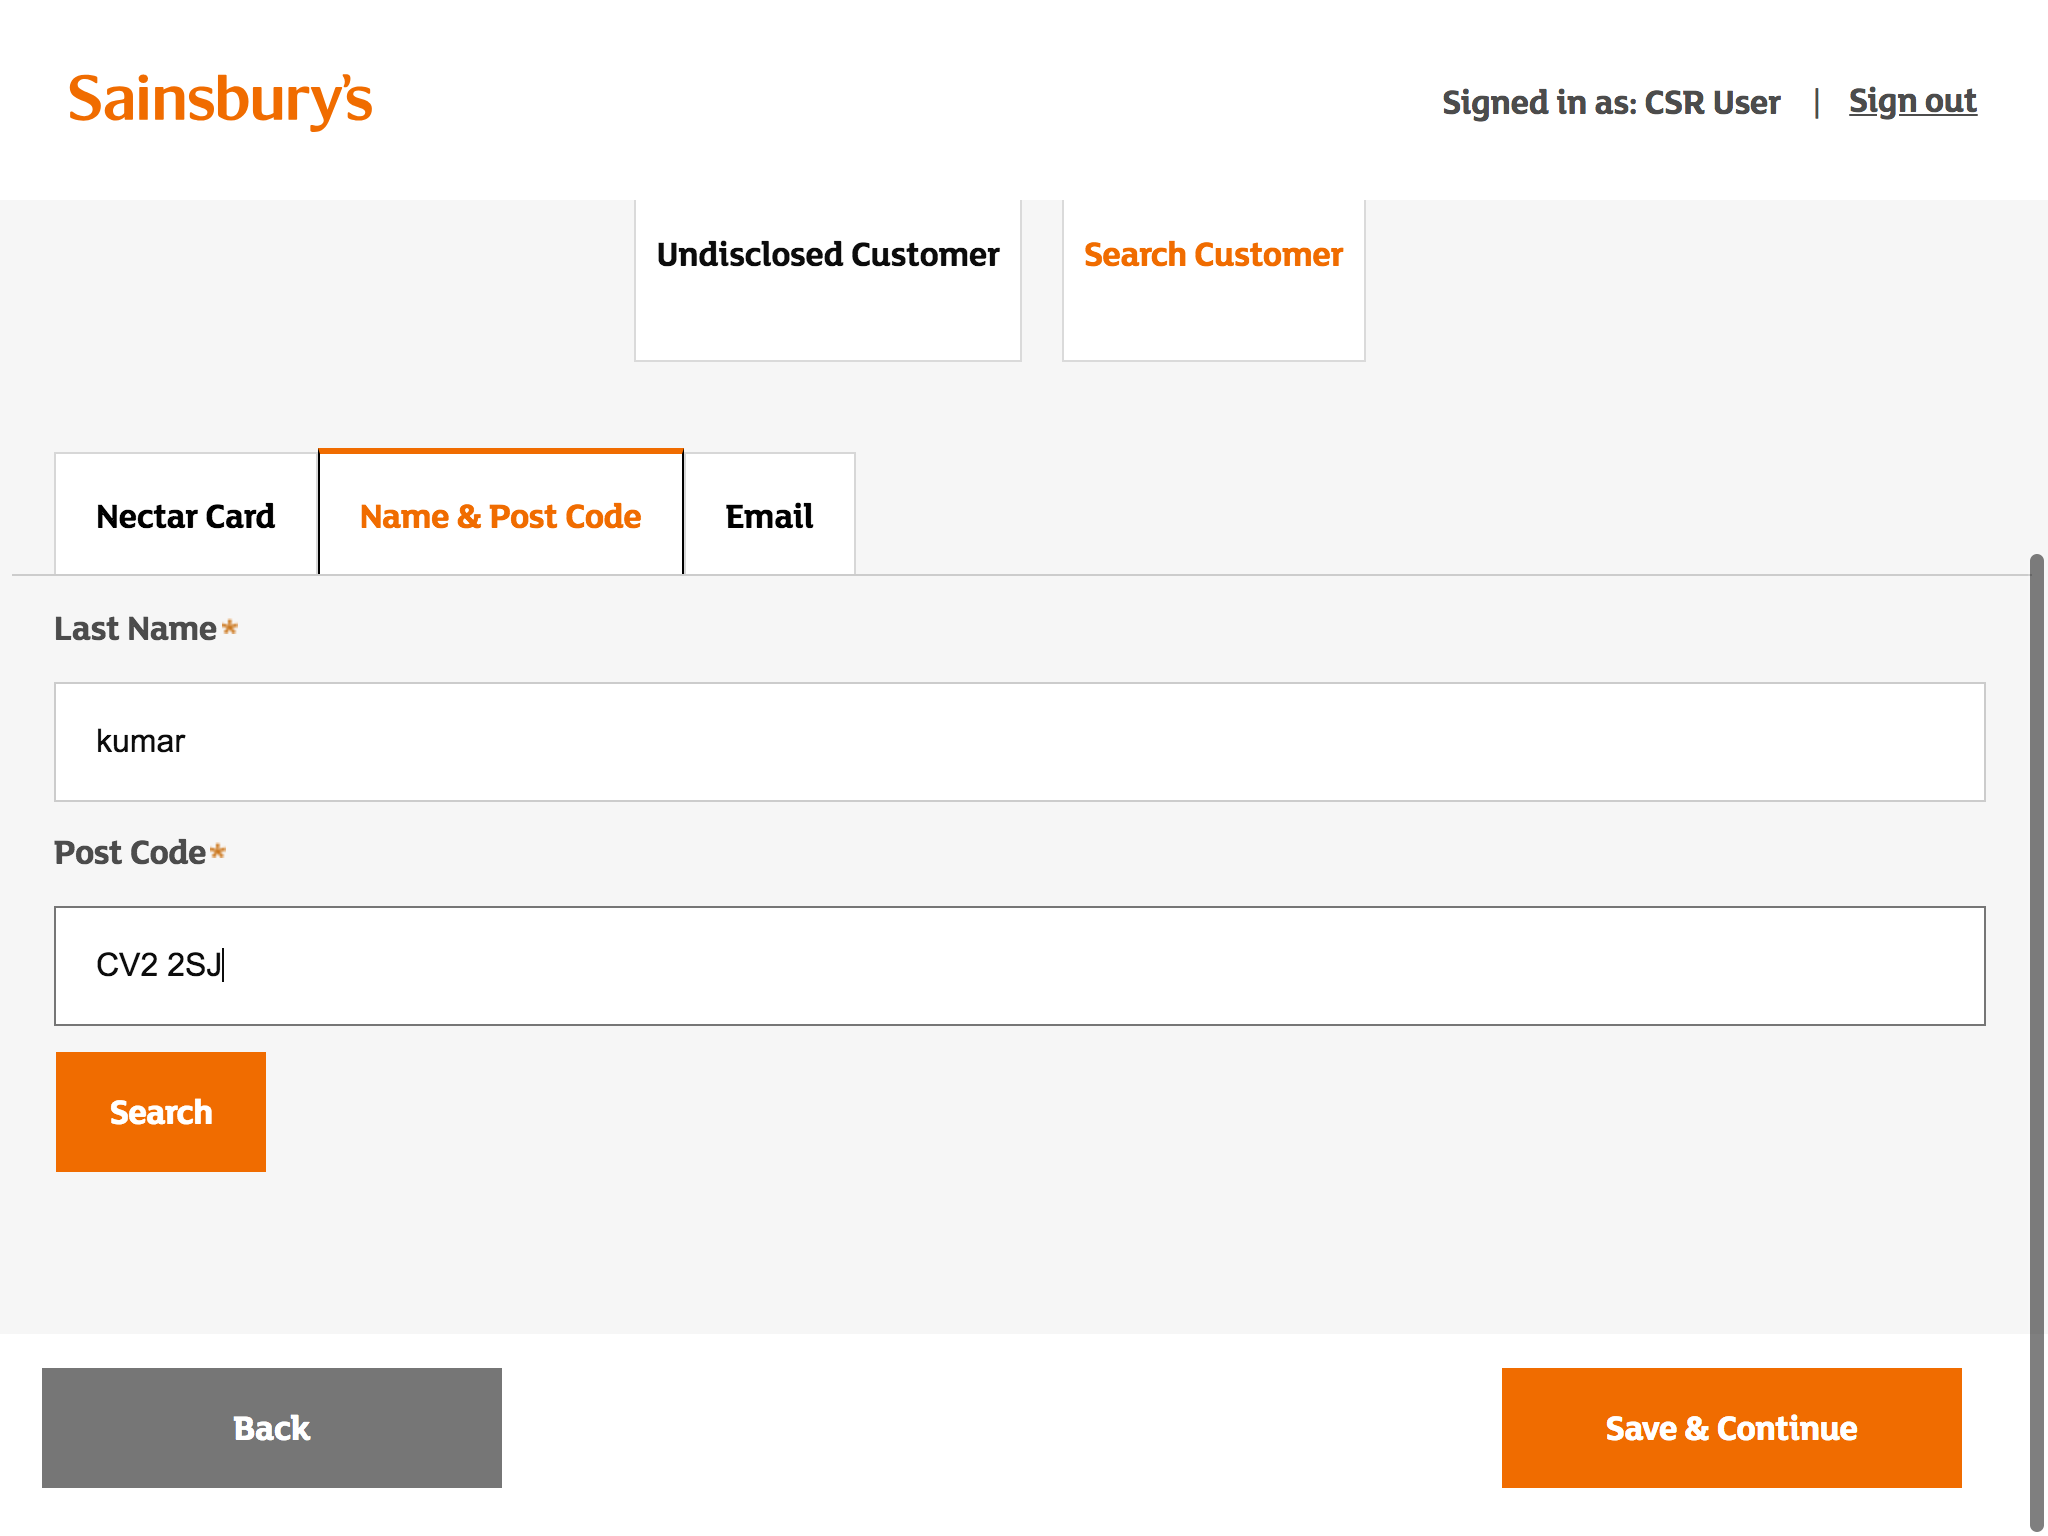 Sainsbury's
Signed in as: CSR User | Sign out
Undisclosed Customer
Search Customer
Nectar Card
Name & Post Code
Email
Last Name*
kumar
Post Code*
CV2 2SJ
Search
Back
Save & Continue